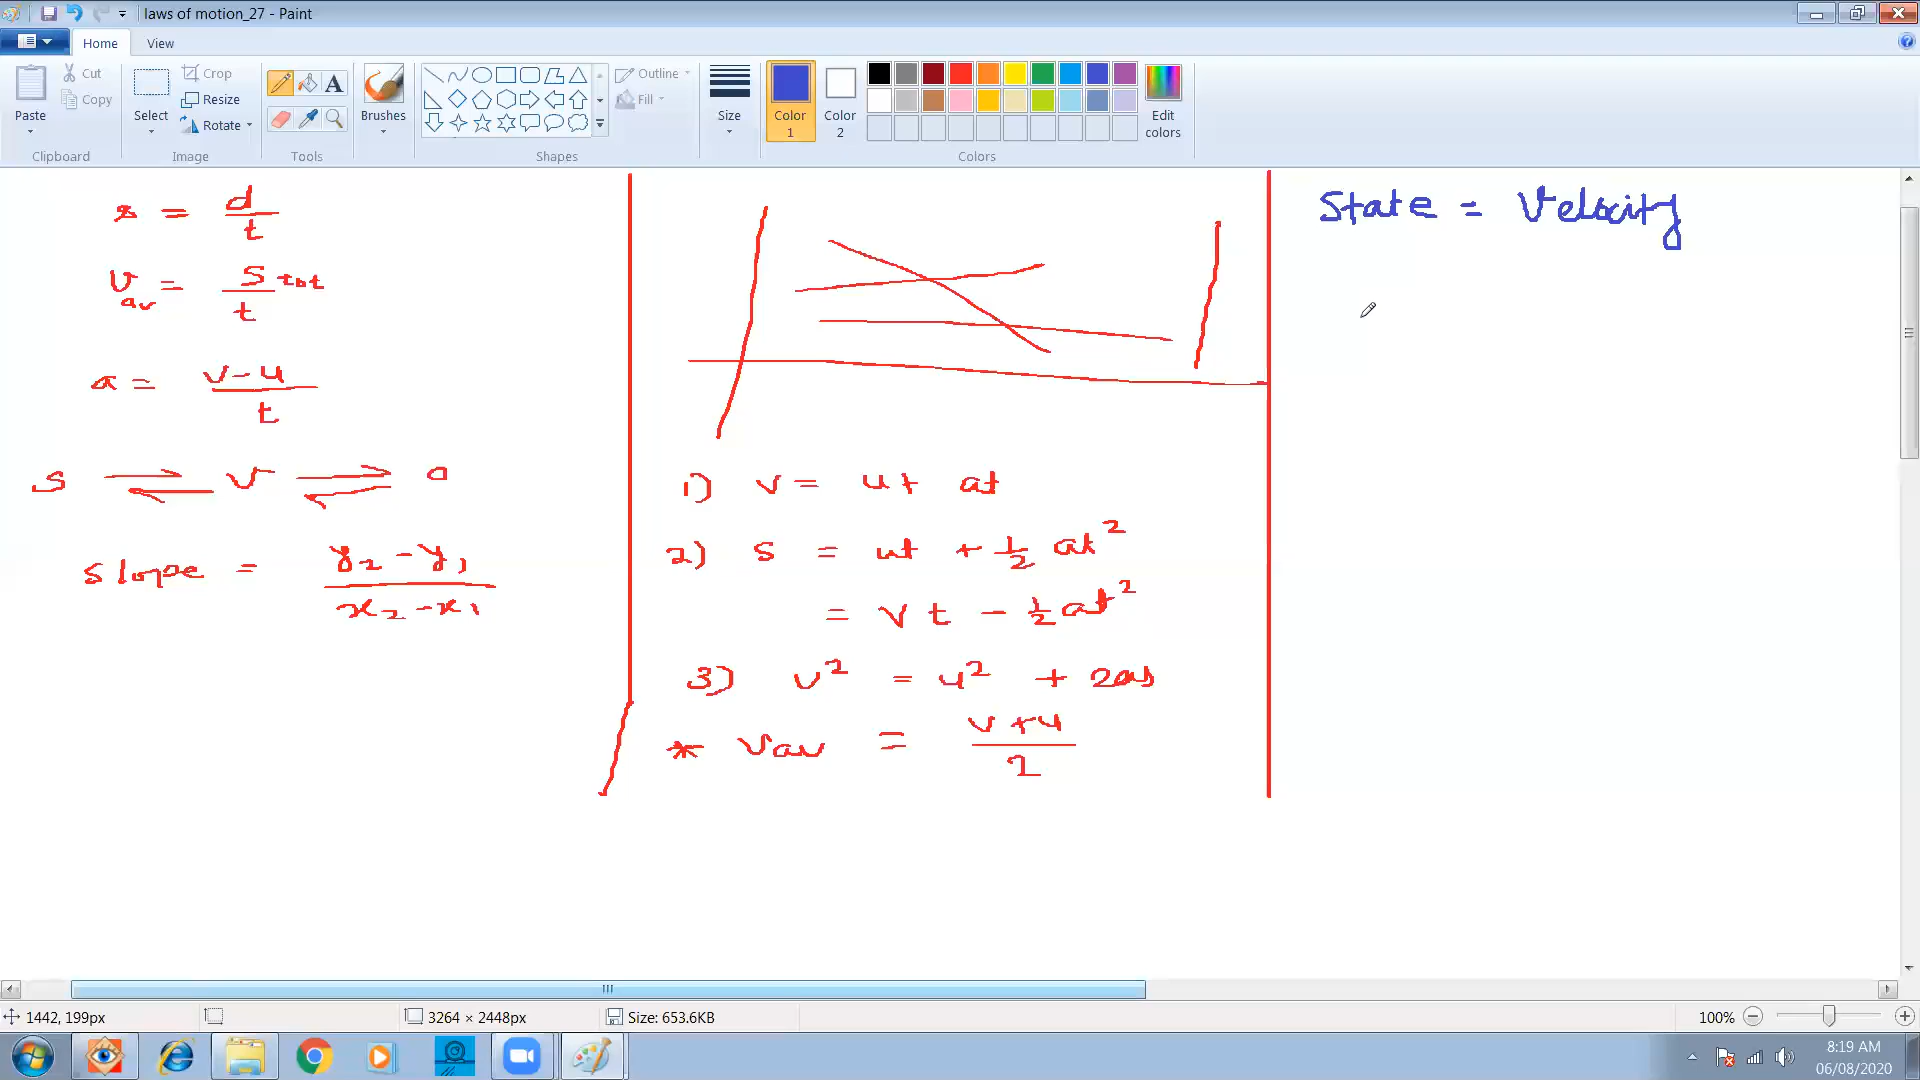 laws of motion_27 - Paint
Home View
Paste
Cut
Copy
Clipboard
Select
Crop
Resize
Rotate
Image
Tools
Brushes
Shapes
Outline
Fill
Size
Color 1
Color 2
Edit colors
Colors
s = d/t
v_av = s_tot/t
a = v-u/t
s ⇌ v ⇌ a
slope = y₂-y₁/x₂-x₁
1) v = u+ at
2) s = ut + ½ at²
= vt - ½ at²
3) v² = u² + 2as
* Vav = v+u/2
State = Velocity
1442, 199px
3264 × 2448px
Size: 653.6KB
100%
8:19 AM
06/08/2020